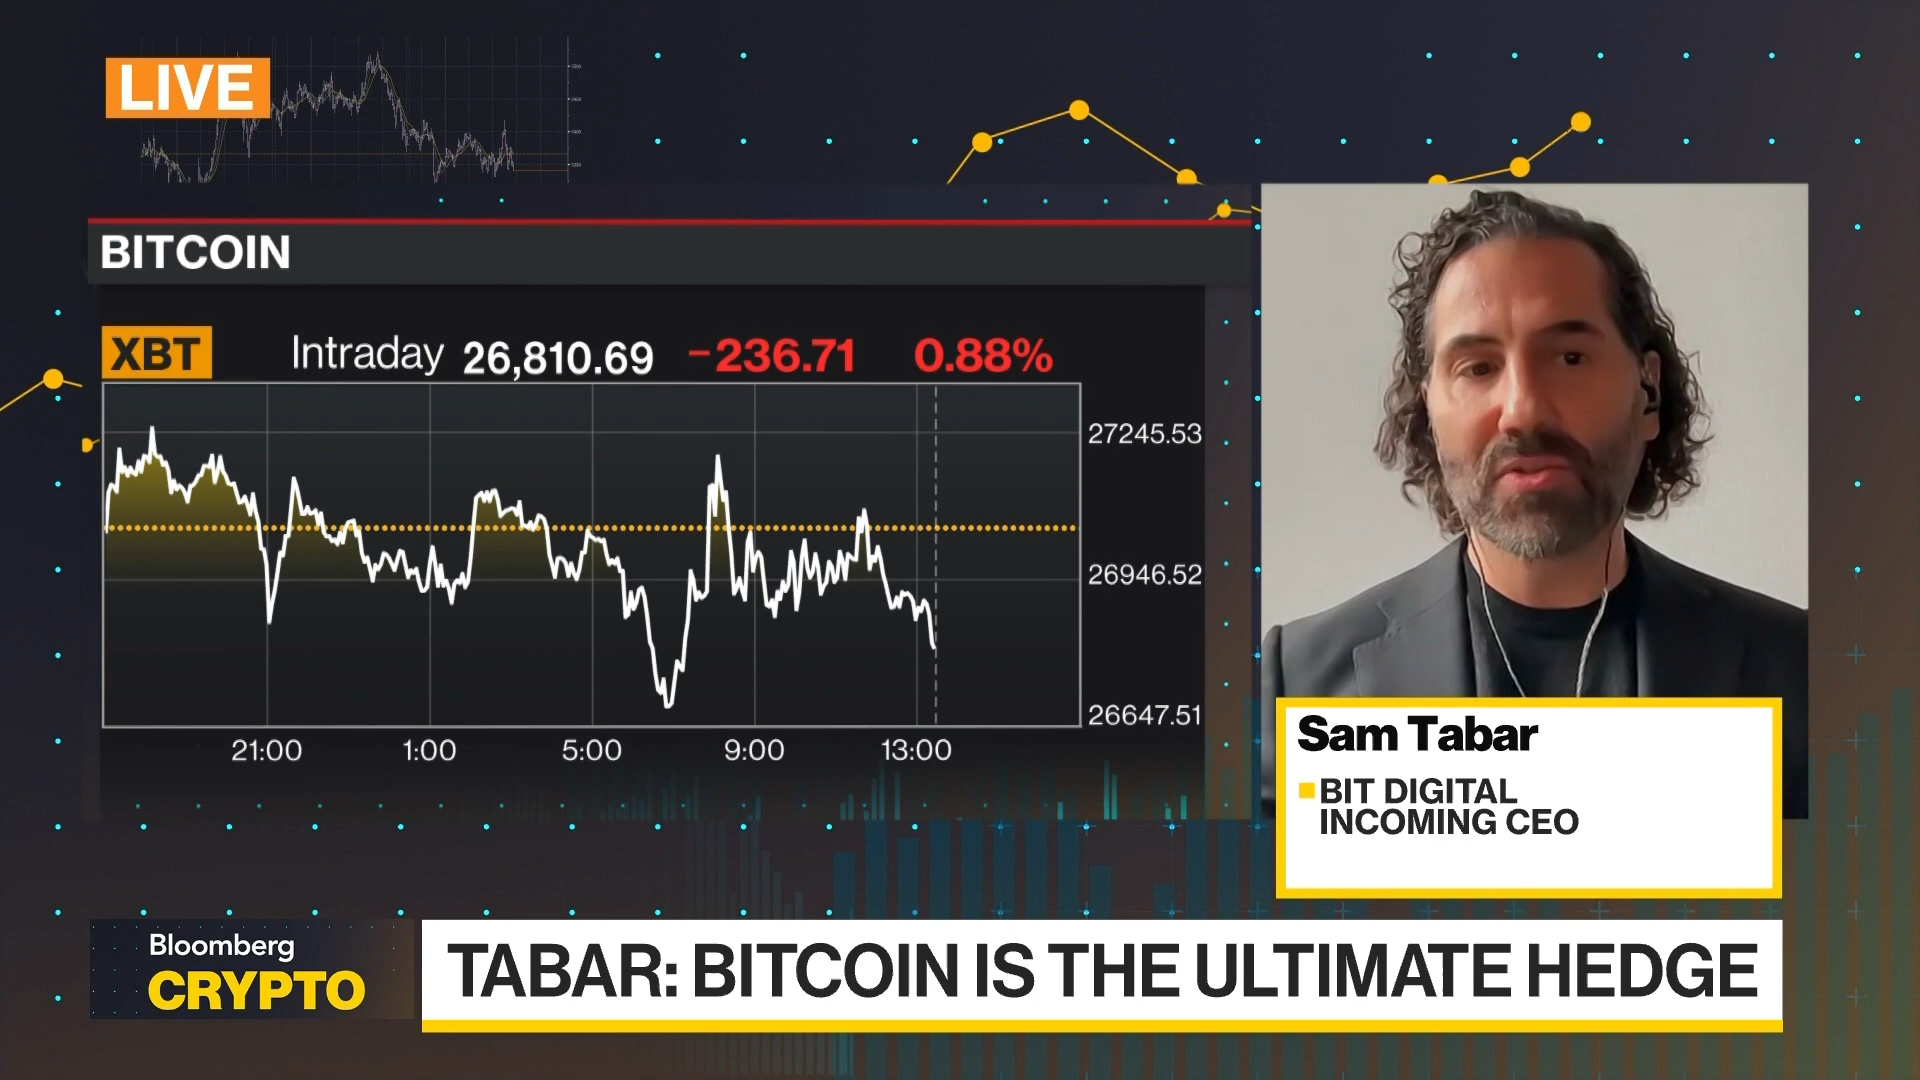 LIVE
BITCOIN
XBT Intraday 26,810.69 -236.71 0.88%
27245.53
26946.52
26647.51
21:00 1:00 5:00 9:00 13:00
Sam Tabar
BIT DIGITAL
INCOMING CEO
Bloomberg
CRYPTO
TABAR: BITCOIN IS THE ULTIMATE HEDGE